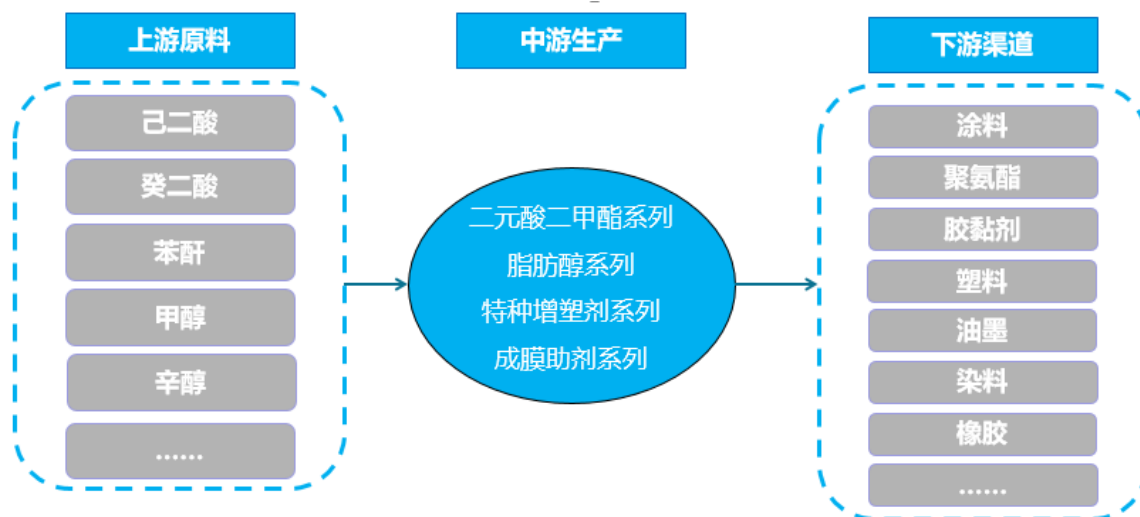 上游原料
己二酸
癸二酸
苯酐
甲醇
辛醇
......
中游生产
二元酸二甲酯系列
脂肪醇系列
特种增塑剂系列
成膜助剂系列
下游渠道
涂料
聚氨酯
胶黏剂
塑料
油墨
染料
橡胶
......